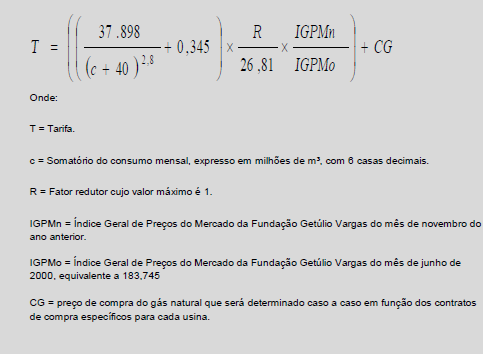 T = ( ( ( 37.898 / (c + 40)^2,8 + 0,345 ) × R / 26,81 × IGPMn / IGPMo ) + CG
Onde:
T = Tarifa.
c = Somatório do consumo mensal, expresso em milhões de m³, com 6 casas decimais.
R = Fator redutor cujo valor máximo é 1.
IGPMn = Índice Geral de Preços do Mercado da Fundação Getúlio Vargas do mês de novembro do
ano anterior.
IGPMo = Índice Geral de Preços do Mercado da Fundação Getúlio Vargas do mês de junho de
2000, equivalente a 183,745
CG = preço de compra do gás natural que será determinado caso a caso em função dos contratos
de compra específicos para cada usina.